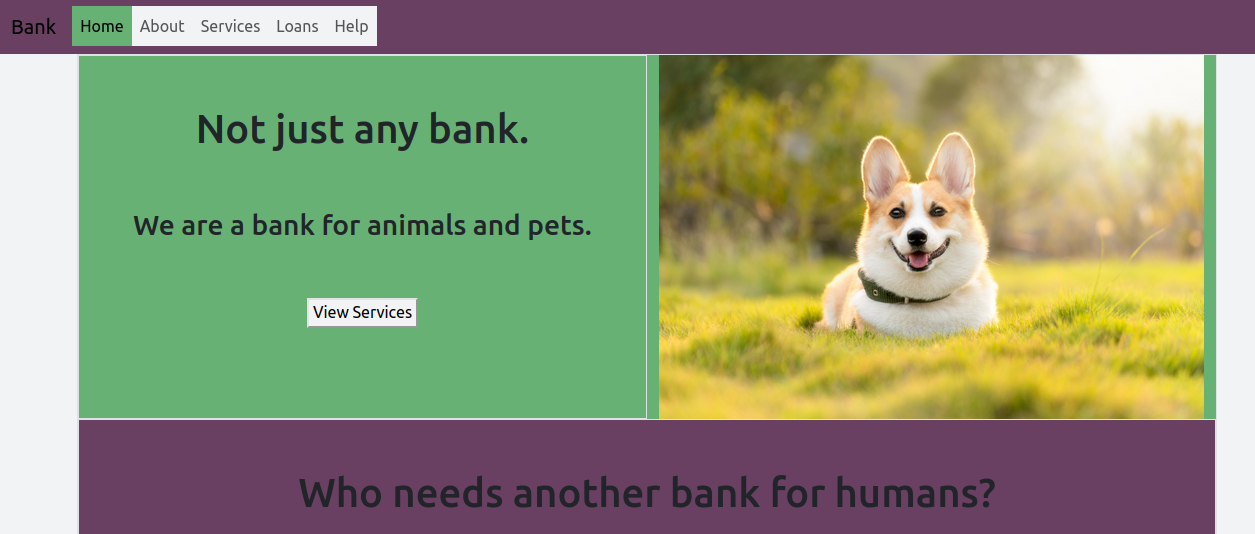 Bank Home About Services Loans Help
Not just any bank.
We are a bank for animals and pets.
View Services
Who needs another bank for humans?